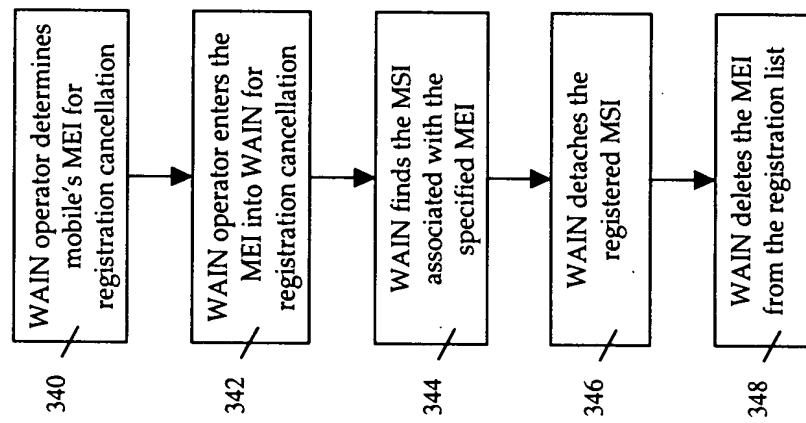 340
WAIN operator determines
mobile's MEI for
registration cancellation
342
WAIN operator enters the
MEI into WAIN for
registration cancellation
344
WAIN finds the MSI
associated with the
specified MEI
346
WAIN detaches the
registered MSI
348
WAIN deletes the MEI
from the registration list